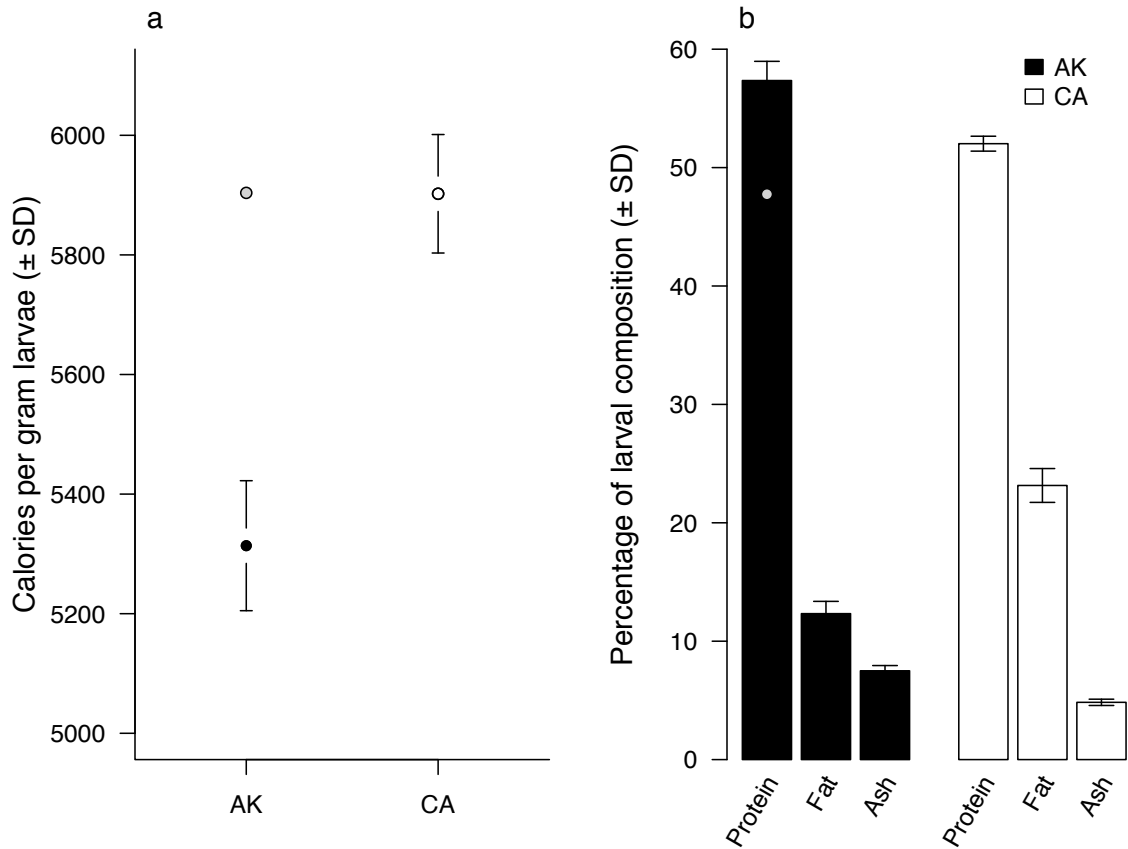 a
Calories per gram larvae (± SD)
6000
5800
5600
5400
5200
5000
AK
CA
b
Percentage of larval composition (± SD)
60
50
40
30
20
10
0
AK
CA
Protein
Fat
Ash
Protein
Fat
Ash